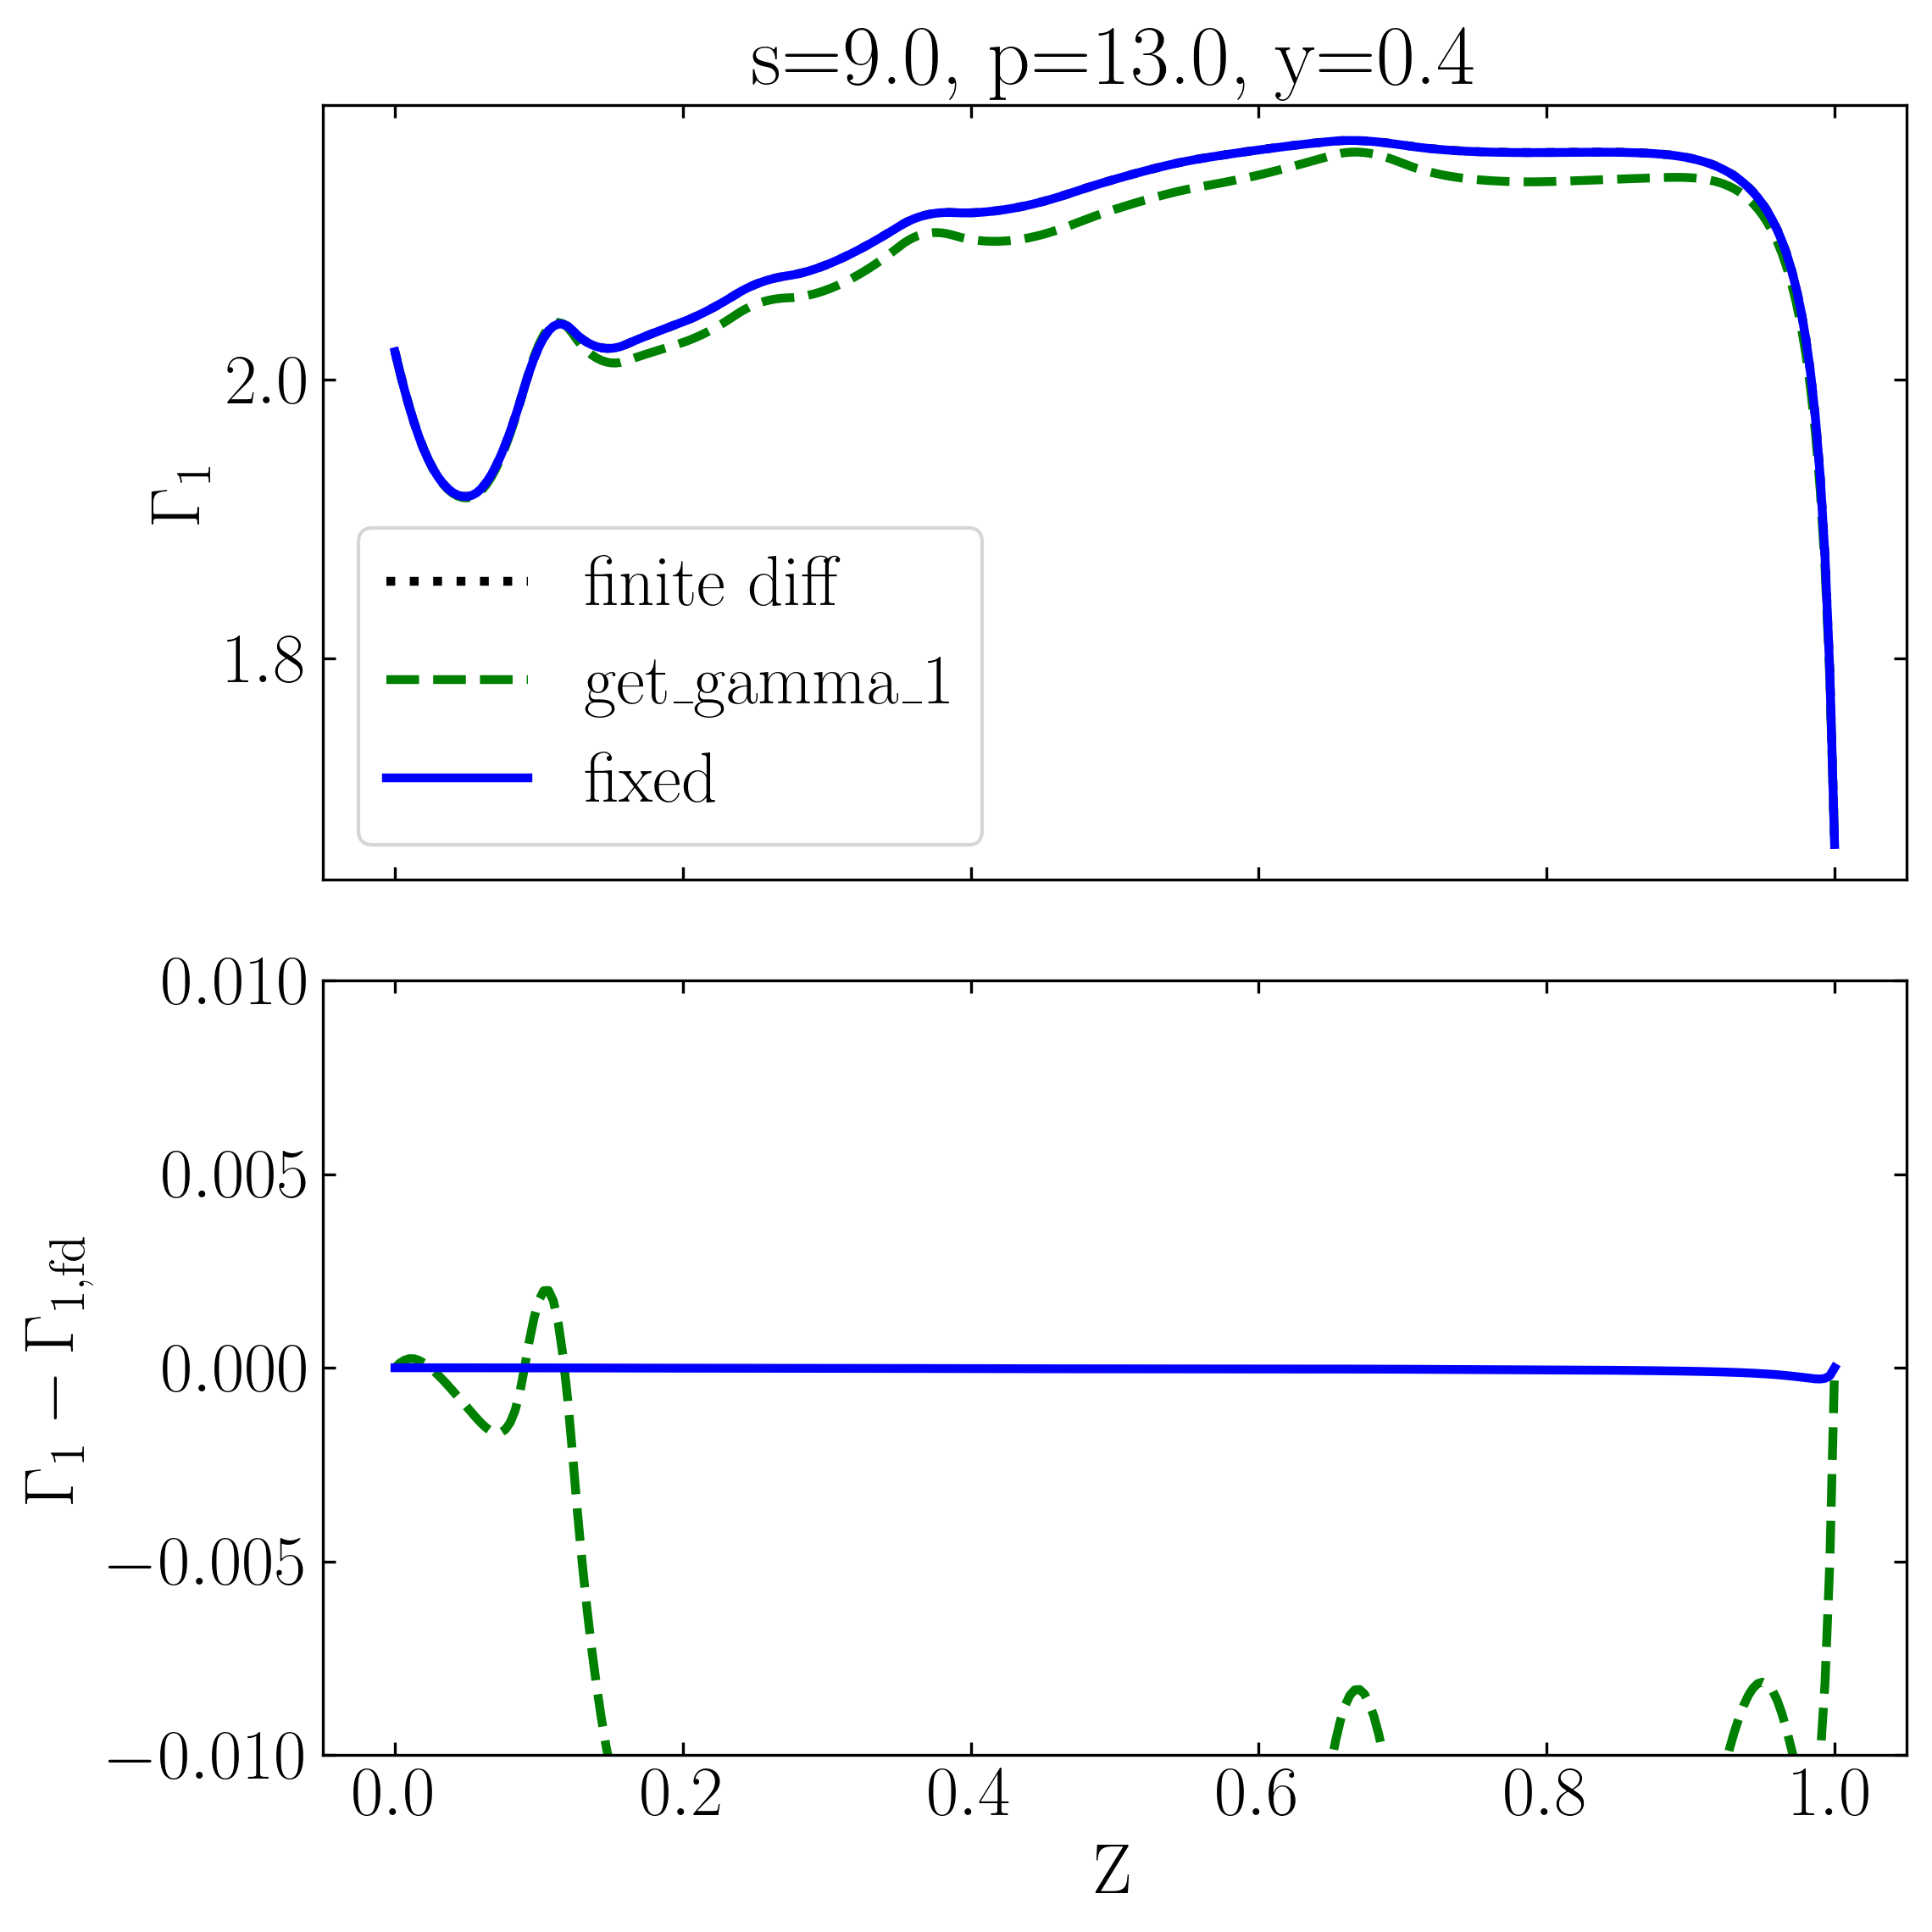 s=9.0, p=13.0, y=0.4
2.0
1.8
Γ1
finite diff
get_gamma_1
fixed
0.010
0.005
0.000
−0.005
−0.010
Γ1 − Γ1,fd
0.0 0.2 0.4 0.6 0.8 1.0
Z